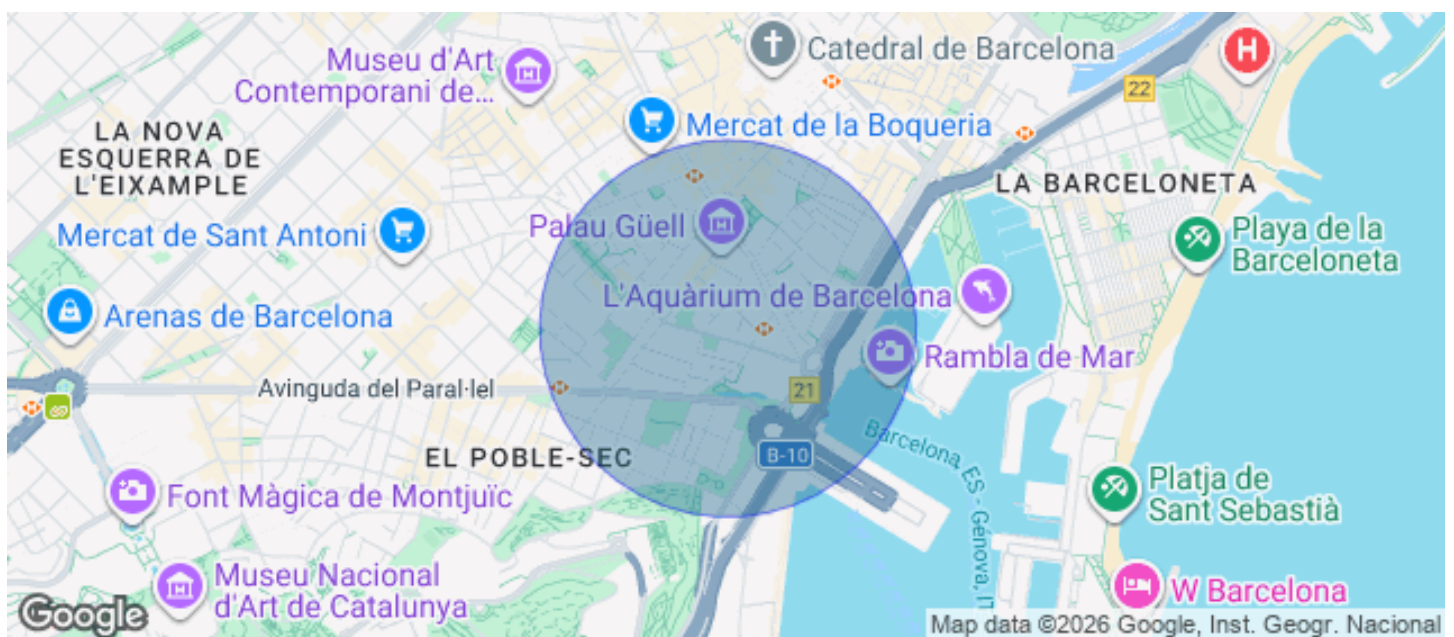 Museu d'Art
Contemporani de...
Catedral de Barcelona
H
22
LA NOVA
ESQUERRA DE
L'EIXAMPLE
Mercat de la Boqueria
LA BARCELONETA
Mercat de Sant Antoni
Palau Güell
Playa de la
Barceloneta
L'Aquàrium de Barcelona
Arenas de Barcelona
Rambla de Mar
Avinguda del Paral·lel
21
EL POBLE-SEC
B-10
Barcelona, ES - Génova, IT
Font Màgica de Montjuïc
Platja de
Sant Sebastià
Museu Nacional
d'Art de Catalunya
W Barcelona
Google
Map data ©2026 Google, Inst. Geogr. Nacional